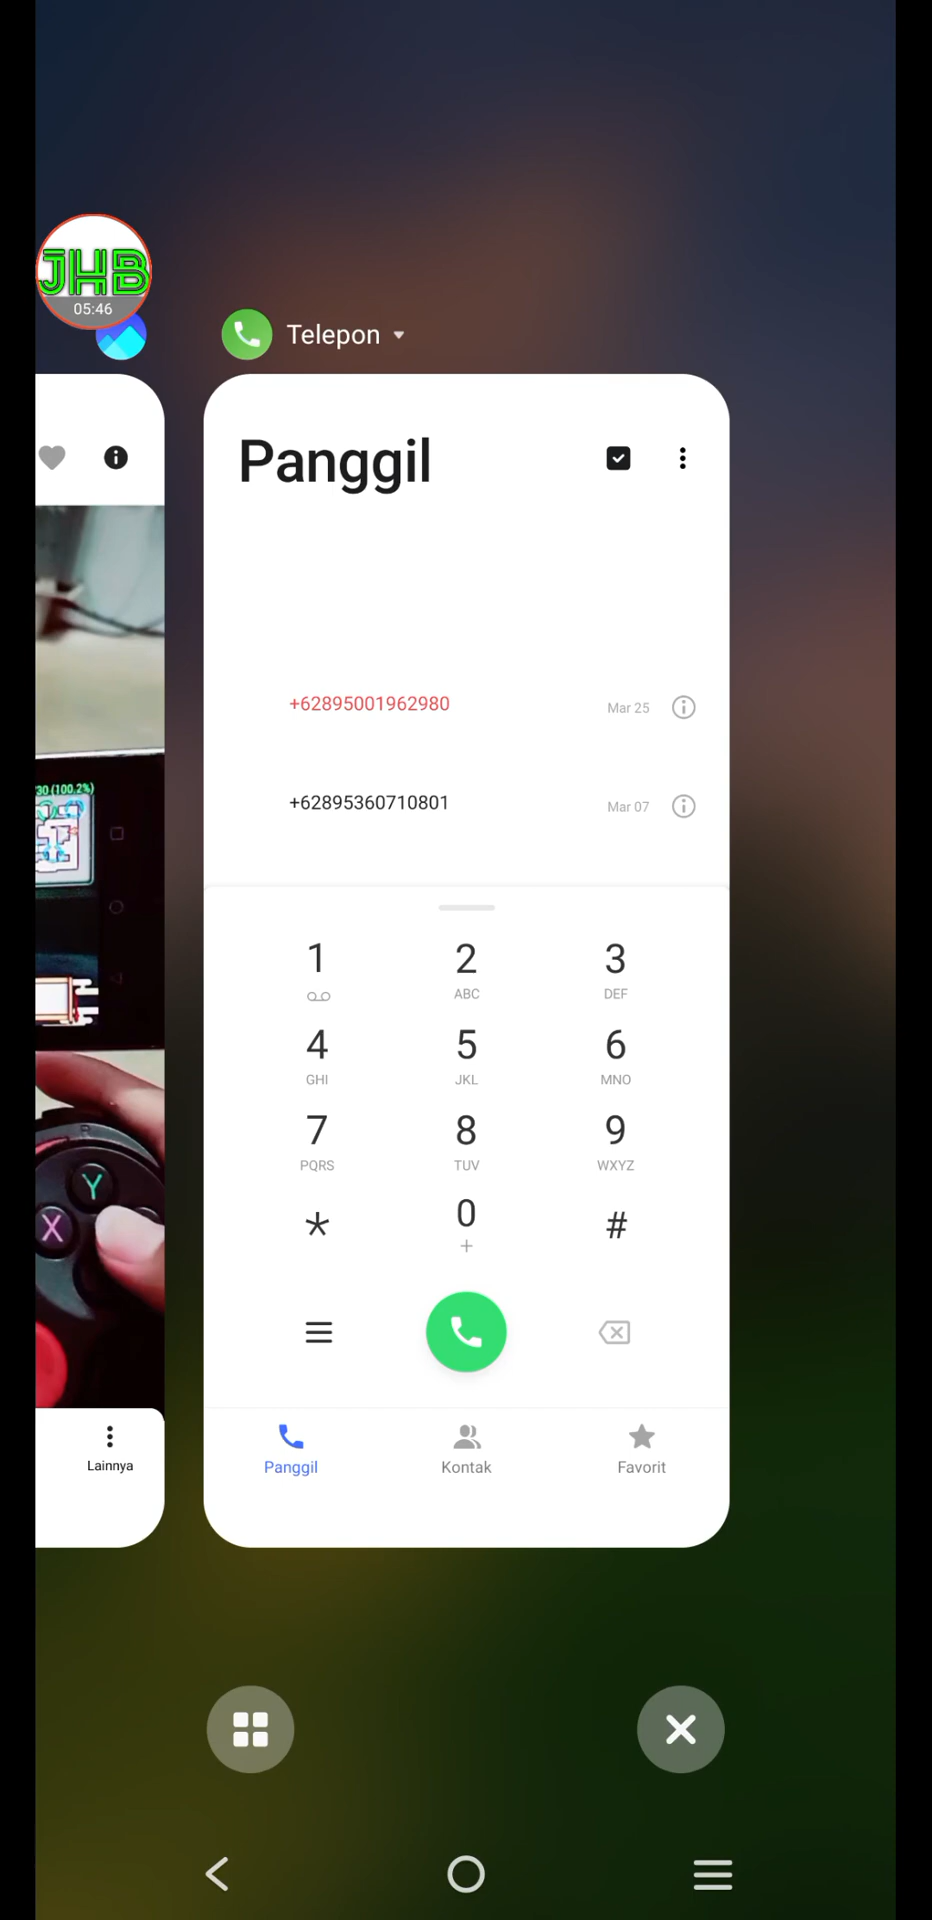 JHB
05:46
Telepon
Panggil
+62895001962980
Mar 25
+62895360710801
Mar 07
30 (100.2%)
1
2
ABC
3
DEF
4
GHI
5
JKL
6
MNO
7
PQRS
8
TUV
9
WXYZ
*
0
+
#
R
Y
X
Lainnya
Panggil
Kontak
Favorit